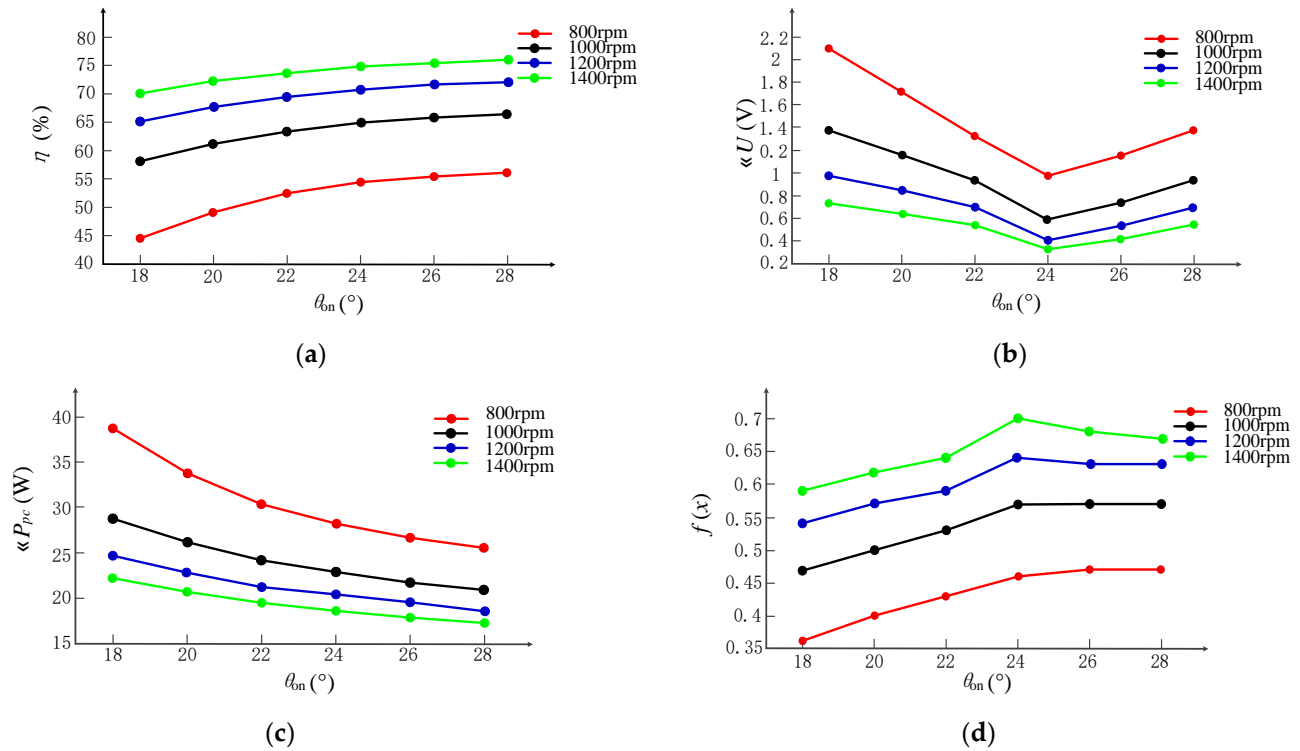 80
75
70
65
60
55
50
45
40
η (%)
18 20 22 24 26 28
θon (°)
800rpm
1000rpm
1200rpm
1400rpm
(a)
2.2
2
1.8
1.6
1.4
0.2
1
0.8
0.6
0.4
0.2
« U (V)
18 20 22 24 26 28
θon (°)
800rpm
1000rpm
1200rpm
1400rpm
(b)
40
35
30
25
20
15
« Ppc (W)
18 20 22 24 26 28
θon (°)
800rpm
1000rpm
1200rpm
1400rpm
(c)
0.7
0.65
0.6
0.55
0.5
0.45
0.4
0.35
f (x)
18 20 22 24 26 28
θon (°)
800rpm
1000rpm
1200rpm
1400rpm
(d)